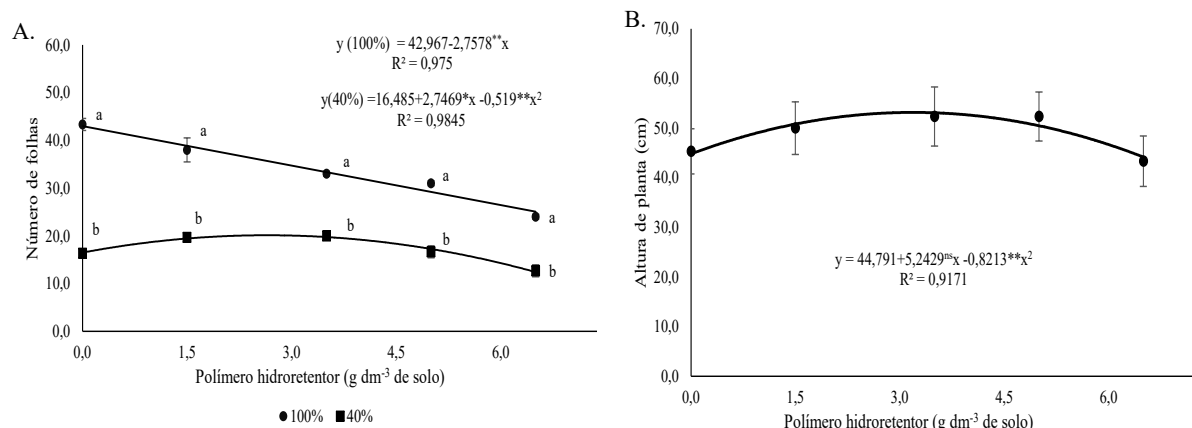 A.
60,0
50,0
40,0
30,0
20,0
10,0
0,0
Número de folhas
y (100%) = 42,967-2,7578**x
R² = 0,975
y(40%) =16,485+2,7469*x -0,519**x²
R² = 0,9845
a
a
a
a
a
b
b
b
b
b
0,0 1,5 3,0 4,5 6,0
Polímero hidroretentor (g dm⁻³ de solo)
100% 40%
B.
70,0
60,0
50,0
40,0
30,0
20,0
10,0
0,0
Altura de planta (cm)
y = 44,791+5,2429ⁿˢx -0,8213**x²
R² = 0,9171
0,0 1,5 3,0 4,5 6,0
Polímero hidroretentor (g dm⁻³ de solo)